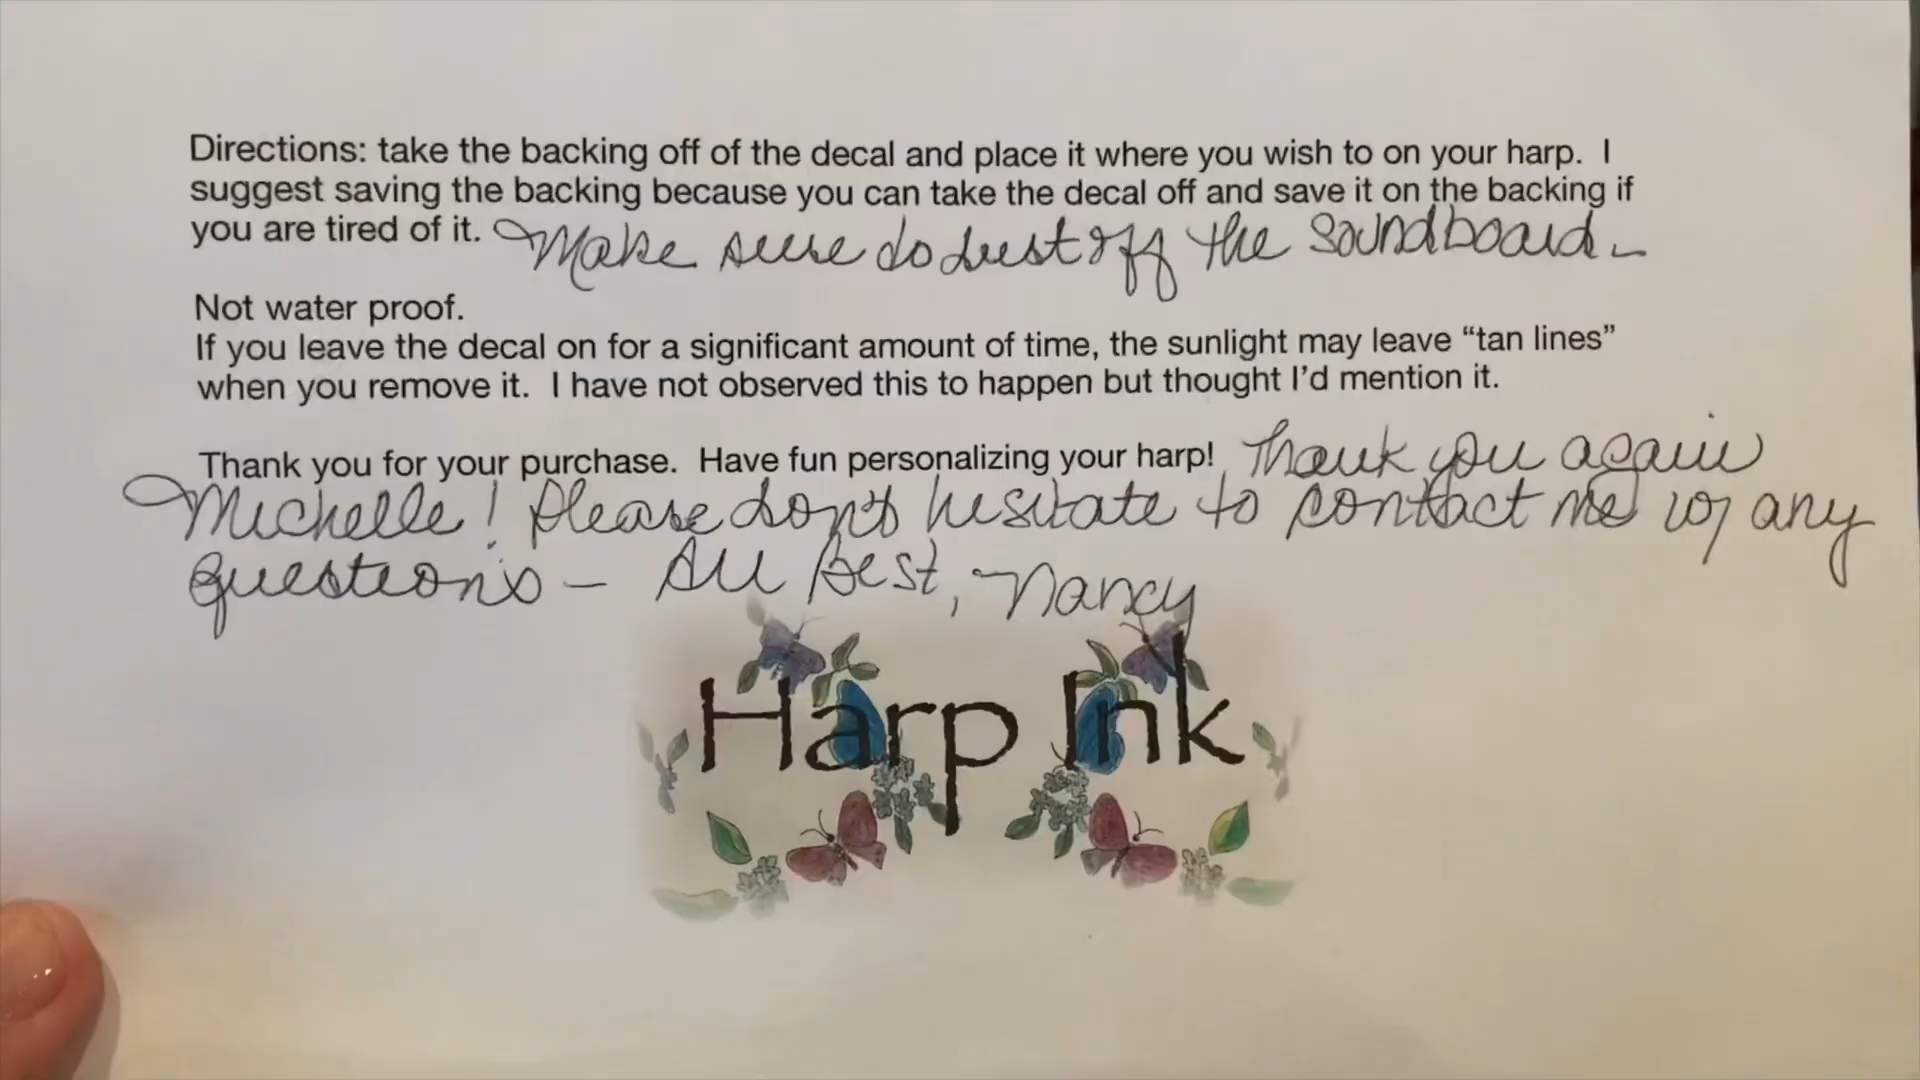 Directions: take the backing off of the decal and place it where you wish to on your harp. I
suggest saving the backing because you can take the decal off and save it on the backing if
you are tired of it. Make sure do dust off the soundboard -
Not water proof.
If you leave the decal on for a significant amount of time, the sunlight may leave “tan lines”
when you remove it. I have not observed this to happen but thought I’d mention it.
Thank you for your purchase. Have fun personalizing your harp! Thank you again
Michelle! Please don't hesitate to contact me w/ any
questions - All best, Nancy
Harp Ink